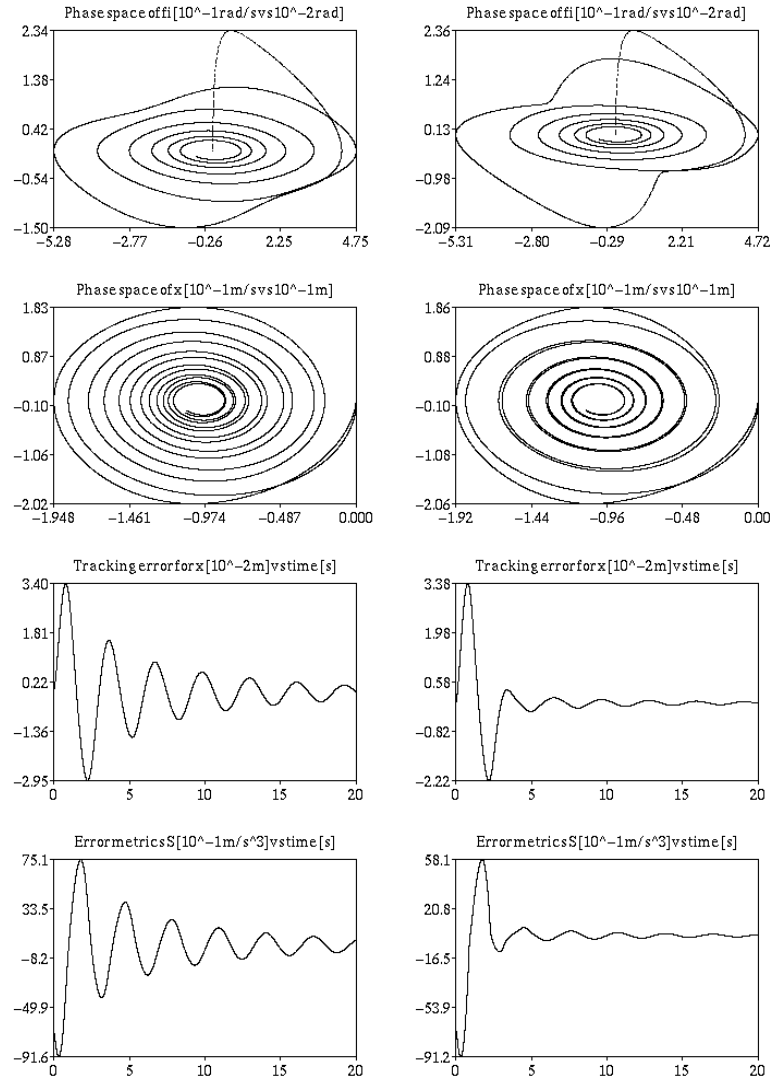 Phase space of fi [10^-1rad/s vs 10^-2rad]
2.34
1.38
0.42
-0.54
-1.50
-5.28 -2.77 -0.26 2.25 4.75
Phase space of fi [10^-1rad/s vs 10^-2rad]
2.36
1.24
0.13
-0.98
-2.09
-5.31 -2.80 -0.29 2.21 4.72
Phase space of x [10^-1m/s vs 10^-1m]
1.83
0.87
-0.10
-1.06
-2.02
-1.948 -1.461 -0.974 -0.487 0.000
Phase space of x [10^-1m/s vs 10^-1m]
1.86
0.88
-0.10
-1.08
-2.06
-1.92 -1.44 -0.96 -0.48 0.00
Tracking error for x [10^-2m] vs time [s]
3.40
1.81
0.22
-1.36
-2.95
0 5 10 15 20
Tracking error for x [10^-2m] vs time [s]
3.38
1.98
0.58
-0.82
-2.22
0 5 10 15 20
Error metrics S [10^-1m/s^3] vs time [s]
75.1
33.5
-8.2
-49.9
-91.6
0 5 10 15 20
Error metrics S [10^-1m/s^3] vs time [s]
58.1
20.8
-16.5
-53.9
-91.2
0 5 10 15 20